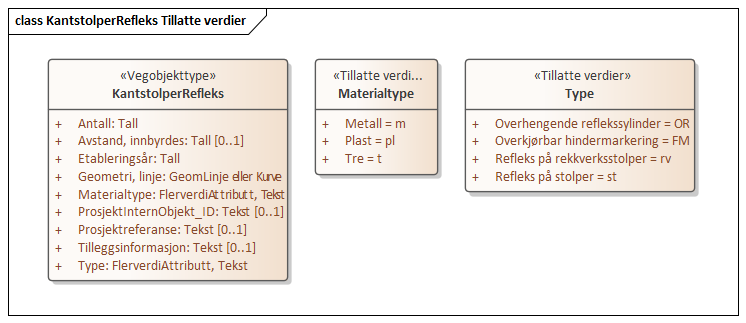 class KantstolperRefleks Tillatte verdier
«Vegobjekttype»
KantstolperRefleks
+ Antall: Tall
+ Avstand, innbyrdes: Tall [0..1]
+ Etableringsår: Tall
+ Geometri, linje: GeomLinje eller Kurve
+ Materialtype: FlerverdiAttributt, Tekst
+ ProsjektInternObjekt_ID: Tekst [0..1]
+ Prosjektreferanse: Tekst [0..1]
+ Tilleggsinformasjon: Tekst [0..1]
+ Type: FlerverdiAttributt, Tekst
«Tillatte verdi...
Materialtype
+ Metall = m
+ Plast = pl
+ Tre = t
«Tillatte verdier»
Type
+ Overhengende reflekssylinder = OR
+ Overkjørbar hindermarkering = FM
+ Refleks på rekkverksstolper = rv
+ Refleks på stolper = st